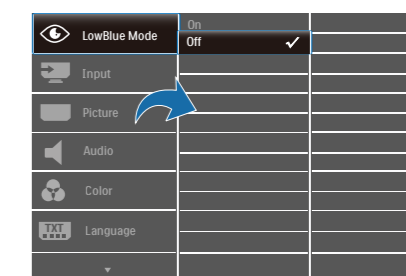 LowBlue Mode
On
Off
Input
Picture
Audio
Color
TXT
Language